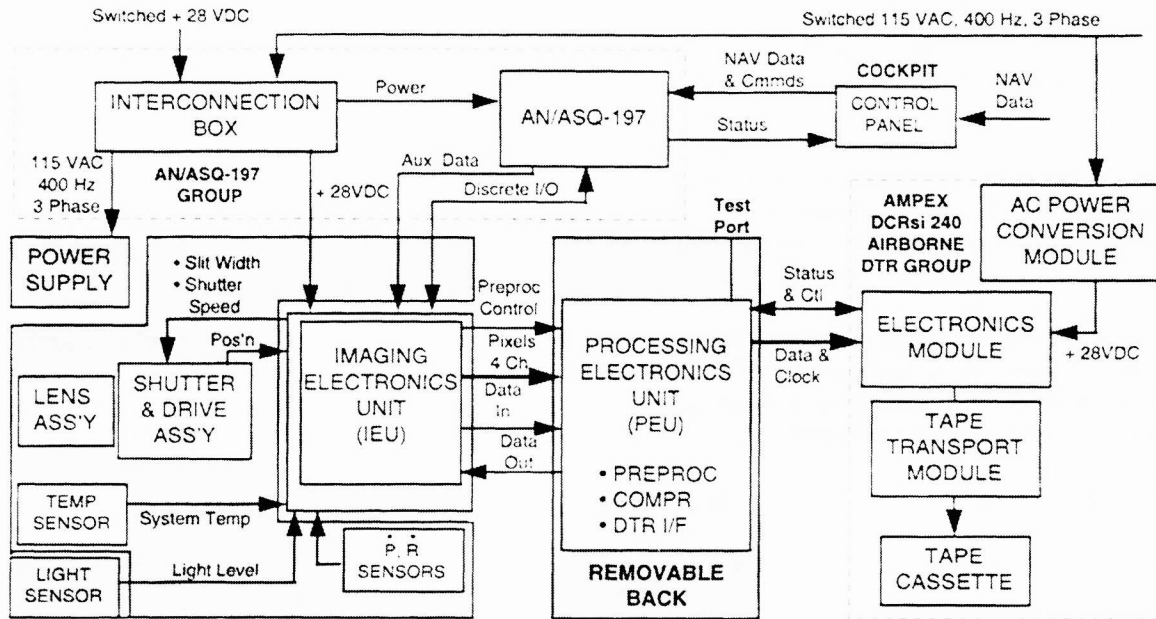 Switched + 28 VDC
Switched 115 VAC, 400 Hz, 3 Phase
INTERCONNECTION
BOX
Power
AN/ASQ-197
NAV Data
& Cmmds
Status
COCKPIT
CONTROL
PANEL
NAV
Data
115 VAC
400 Hz
3 Phase
AN/ASQ-197
GROUP
+ 28VDC
Aux Data
Discrete I/O
Test
Port
AMPEX
DCRsi 240
AIRBORNE
DTR GROUP
AC POWER
CONVERSION
MODULE
POWER
SUPPLY
• Slit Width
• Shutter
Speed
Pos'n
LENS
ASS'Y
SHUTTER
& DRIVE
ASS'Y
IMAGING
ELECTRONICS
UNIT
(IEU)
Preproc
Control
Pixels
4 Ch
Data
In
Data
Out
PROCESSING
ELECTRONICS
UNIT
(PEU)
• PREPROC
• COMPR
• DTR I/F
REMOVABLE
BACK
Status
& Ctl
Data &
Clock
ELECTRONICS
MODULE
+ 28VDC
TAPE
TRANSPORT
MODULE
TAPE
CASSETTE
TEMP
SENSOR
System Temp
LIGHT
SENSOR
Light Level
Ṗ, Ṙ
SENSORS